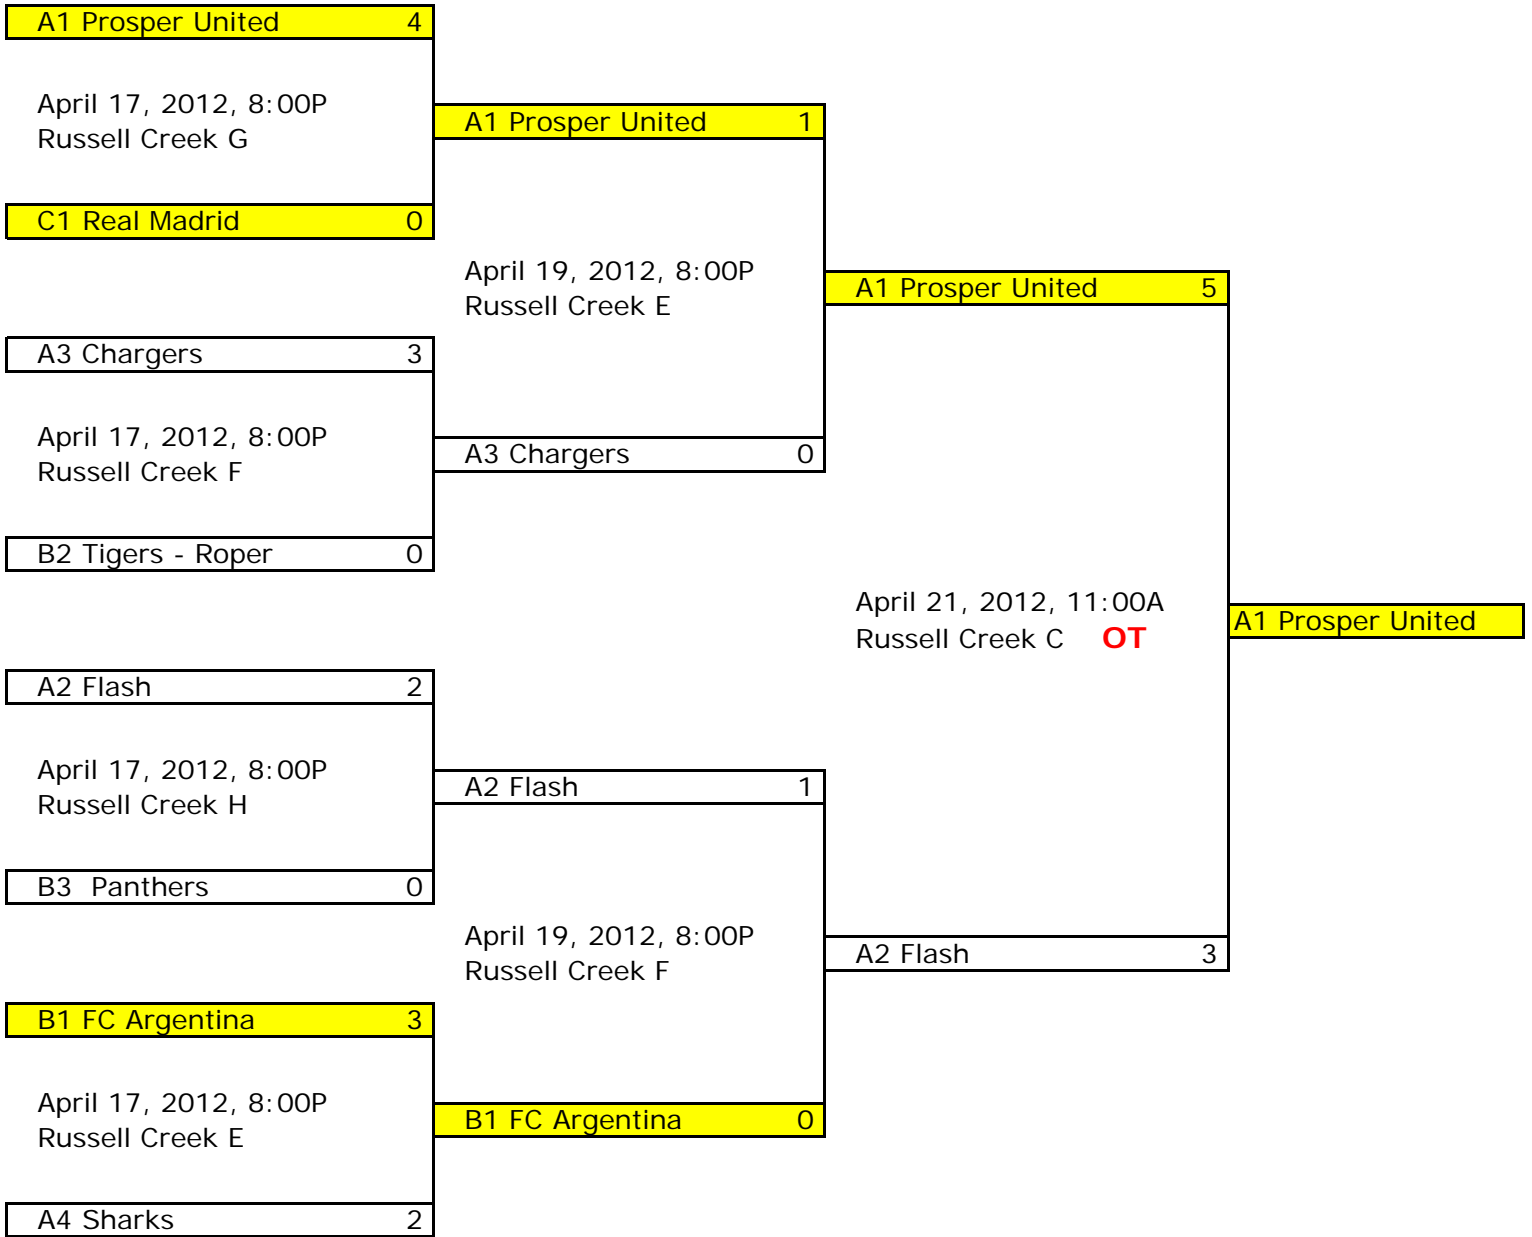 A1 Prosper United 4
April 17, 2012, 8:00P
Russell Creek G
C1 Real Madrid 0
A3 Chargers 3
April 17, 2012, 8:00P
Russell Creek F
B2 Tigers - Roper 0
A2 Flash 2
April 17, 2012, 8:00P
Russell Creek H
B3 Panthers 0
B1 FC Argentina 3
April 17, 2012, 8:00P
Russell Creek E
A4 Sharks 2
A1 Prosper United 1
April 19, 2012, 8:00P
Russell Creek E
A3 Chargers 0
A2 Flash 1
April 19, 2012, 8:00P
Russell Creek F
B1 FC Argentina 0
A1 Prosper United 5
April 21, 2012, 11:00A
Russell Creek C OT
A2 Flash 3
A1 Prosper United